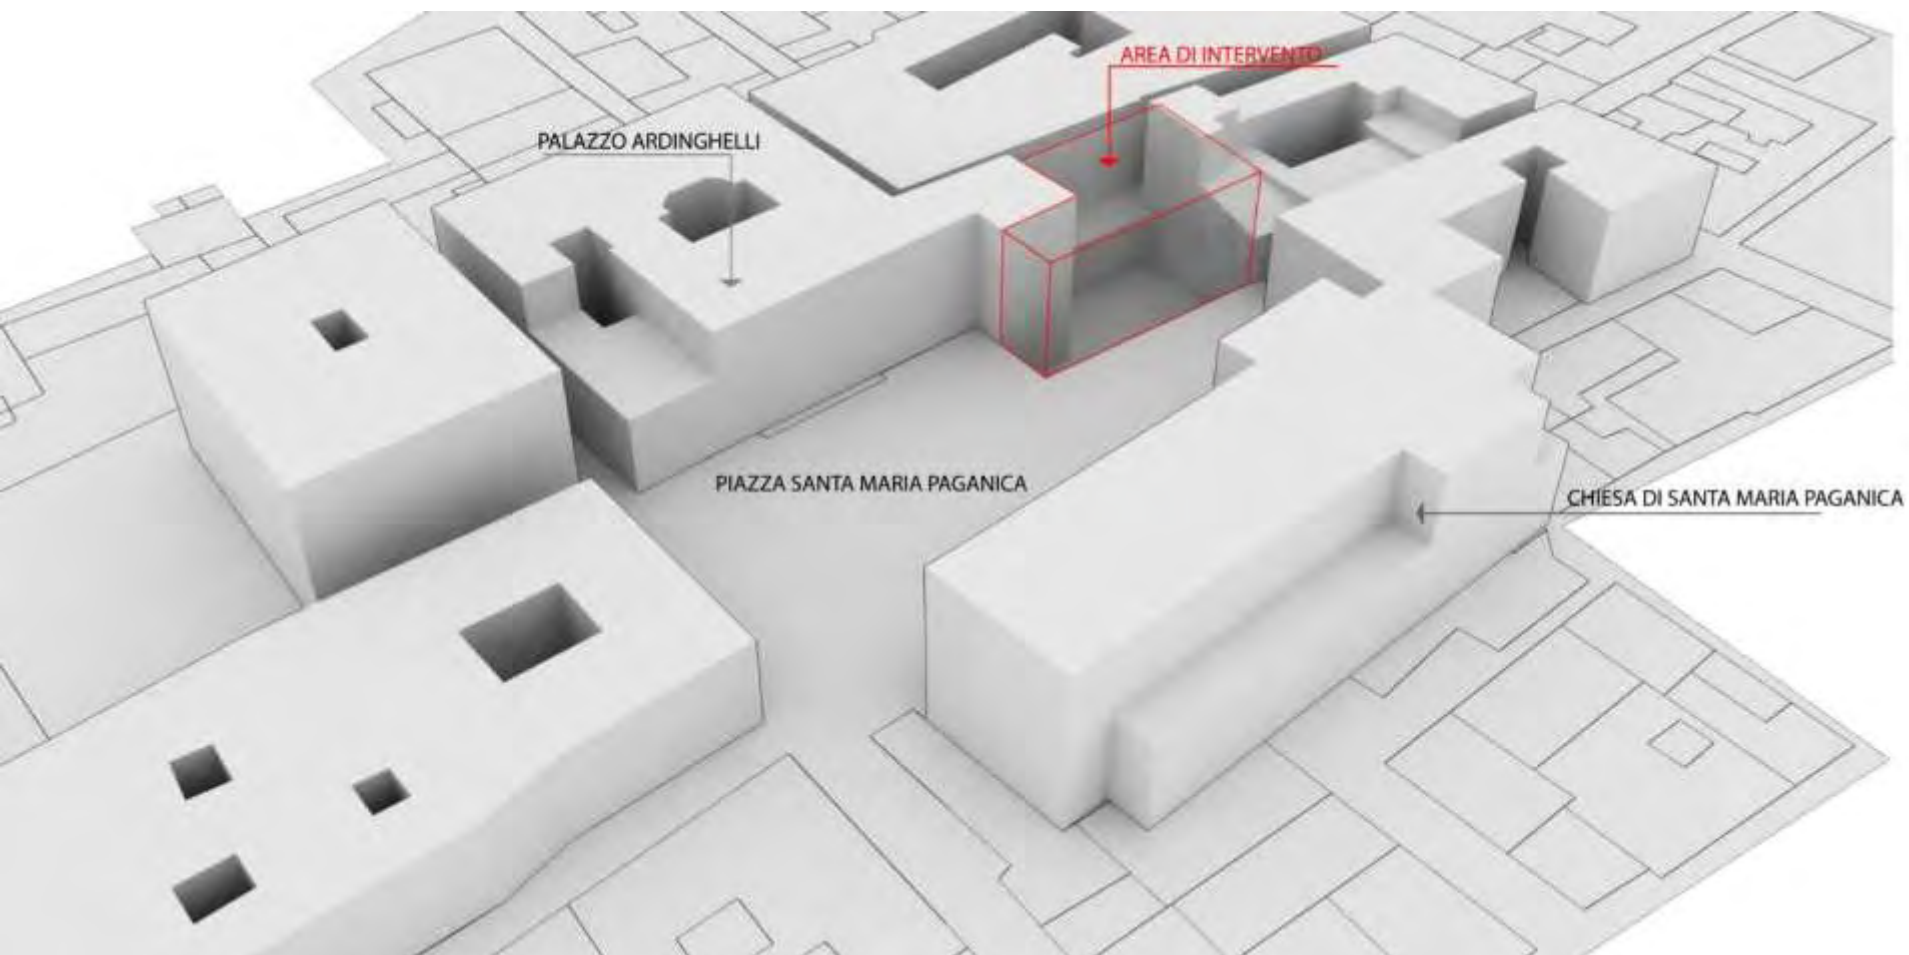 AREA DI INTERVENTO
PALAZZO ARDINGHELLI
PIAZZA SANTA MARIA PAGANICA
CHIESA DI SANTA MARIA PAGANICA